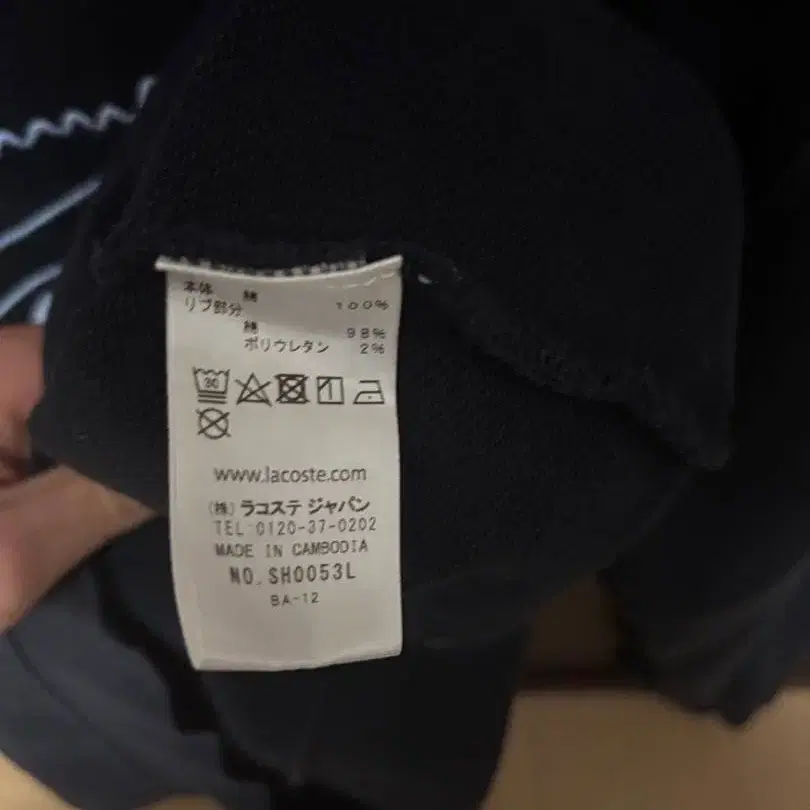 本体 綿 100%
リブ部分
綿 98%
ポリウレタン 2%
30
www.lacoste.com
(株) ラコステ ジャパン
TEL:0120-37-0202
MADE IN CAMBODIA
NO.SH0053L
BA-12